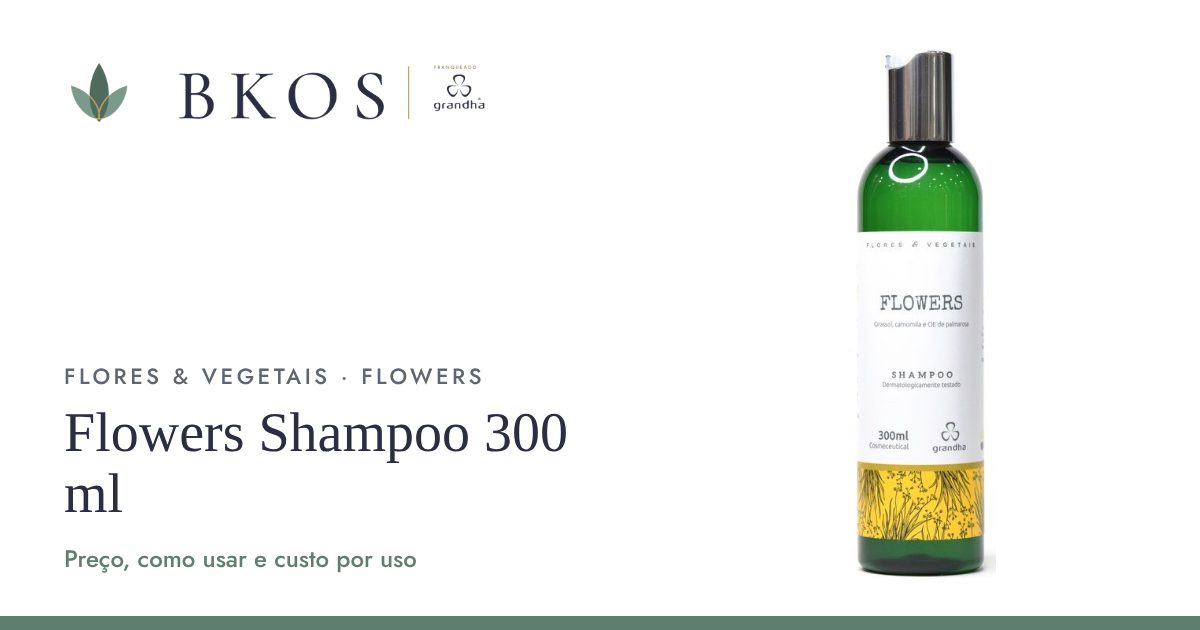 BKOS
FRANQUEADO
grandha
FLORES & VEGETAIS · FLOWERS
Flowers Shampoo 300
ml
Preço, como usar e custo por uso
FLORES & VEGETAIS
FLOWERS
Girassol, camomila e OE de palmarosa
SHAMPOO
Dermatologicamente testado
300ml
Cosmeceutical
grandha